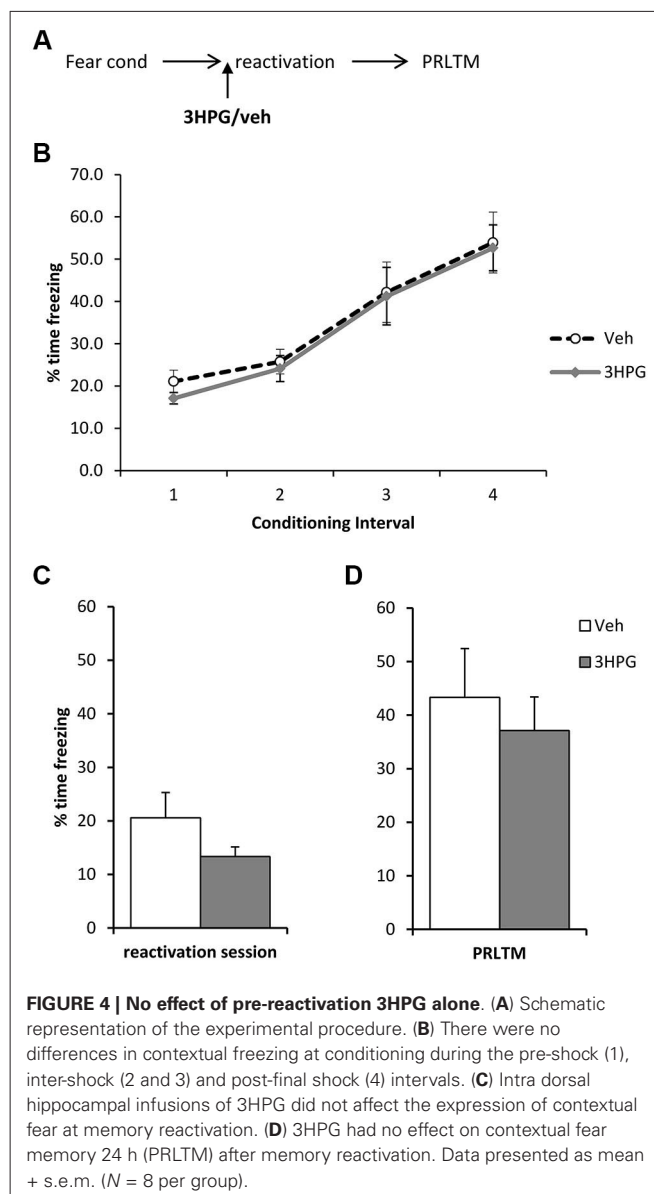 A
Fear cond → reactivation → PRLTM
3HPG/veh
B
70.0
60.0
50.0
40.0
30.0
20.0
10.0
0.0
% time freezing
1 2 3 4
Conditioning Interval
Veh
3HPG
C
60
50
40
30
20
10
0
% time freezing
reactivation session
D
60
50
40
30
20
10
0
PRLTM
Veh
3HPG
FIGURE 4 | No effect of pre-reactivation 3HPG alone. (A) Schematic
representation of the experimental procedure. (B) There were no
differences in contextual freezing at conditioning during the pre-shock (1),
inter-shock (2 and 3) and post-final shock (4) intervals. (C) Intra dorsal
hippocampal infusions of 3HPG did not affect the expression of contextual
fear at memory reactivation. (D) 3HPG had no effect on contextual fear
memory 24 h (PRLTM) after memory reactivation. Data presented as mean
+ s.e.m. (N = 8 per group).